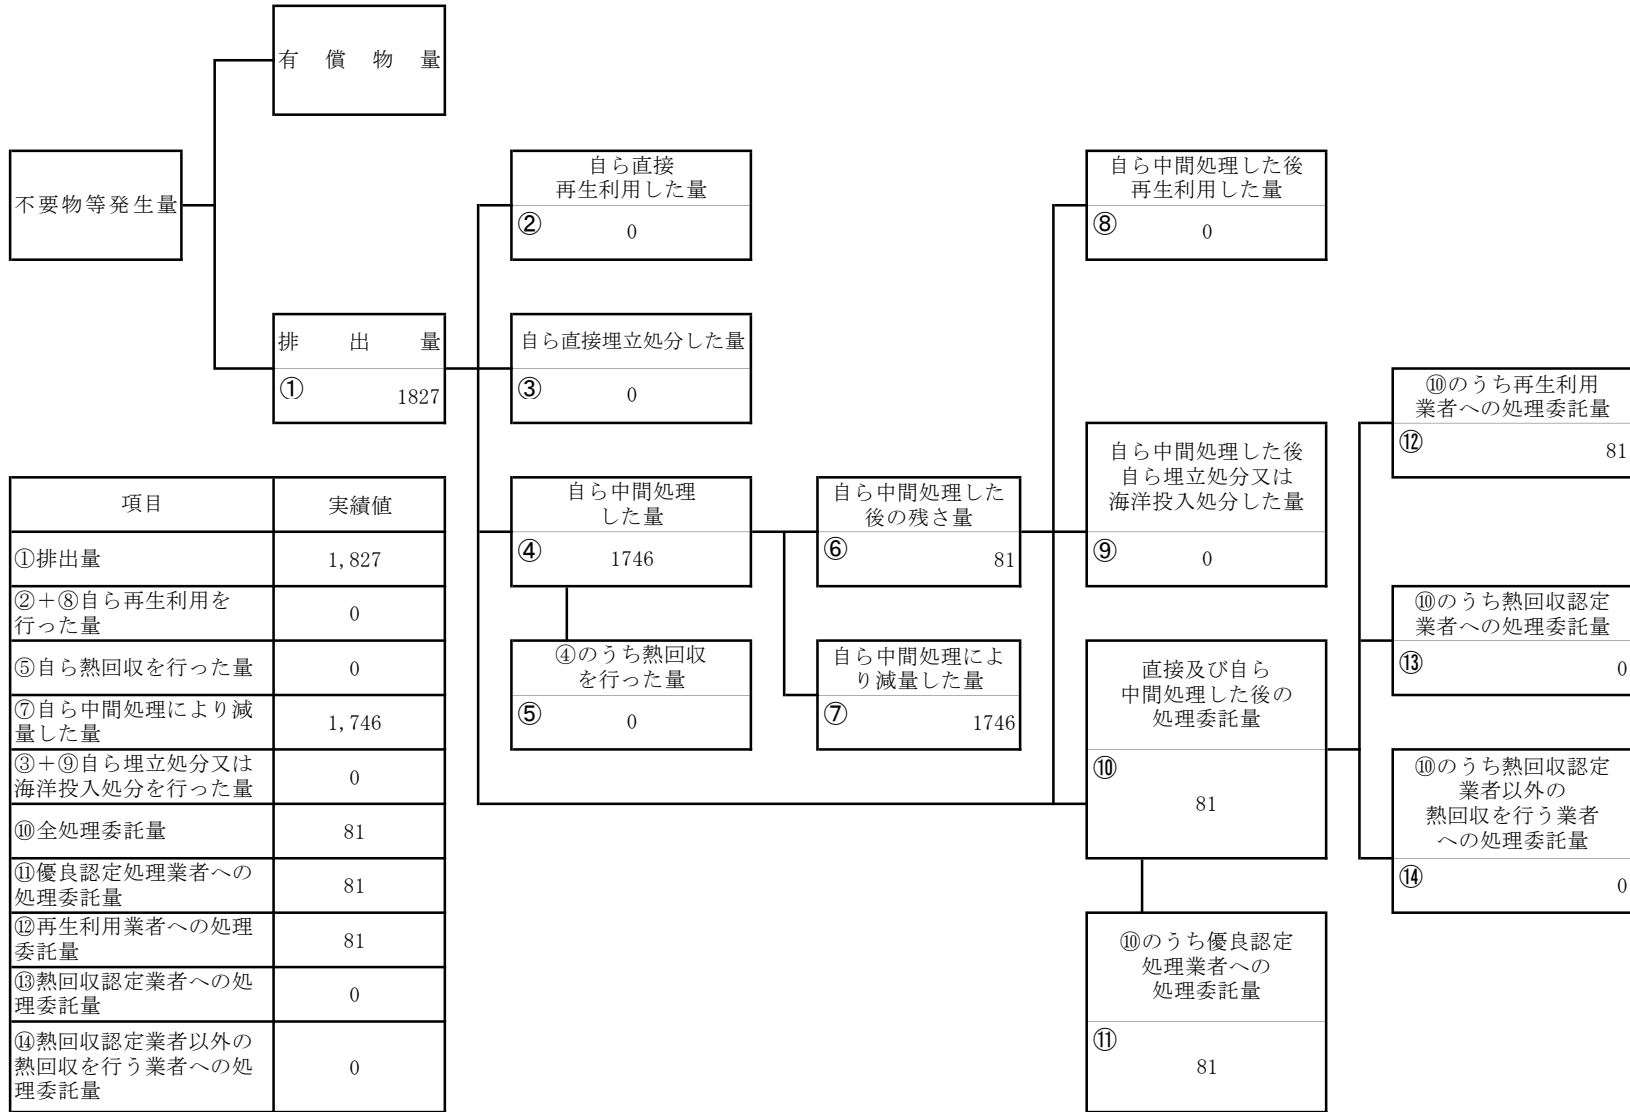 有償物量
不要物等発生量
排出量
① 1827
自ら直接
再生利用した量
② 0
自ら直接埋立処分した量
③ 0
自ら中間処理
した量
④ 1746
④のうち熱回収
を行った量
⑤ 0
自ら中間処理した
後の残さ量
⑥ 81
自ら中間処理によ
り減量した量
⑦ 1746
自ら中間処理した後
再生利用した量
⑧ 0
自ら中間処理した後
自ら埋立処分又は
海洋投入処分した量
⑨ 0
直接及び自ら
中間処理した後の
処理委託量
⑩
81
⑩のうち優良認定
処理業者への
処理委託量
⑪
81
⑩のうち再生利用
業者への処理委託量
⑫ 81
⑩のうち熱回収認定
業者への処理委託量
⑬ 0
⑩のうち熱回収認定
業者以外の
熱回収を行う業者
への処理委託量
⑭ 0
項目 実績値
①排出量 1,827
②+⑧自ら再生利用を
行った量 0
⑤自ら熱回収を行った量 0
⑦自ら中間処理により減
量した量 1,746
③+⑨自ら埋立処分又は
海洋投入処分を行った量 0
⑩全処理委託量 81
⑪優良認定処理業者への
処理委託量 81
⑫再生利用業者への処理
委託量 81
⑬熱回収認定業者への処
理委託量 0
⑭熱回収認定業者以外の
熱回収を行う業者への処 0
理委託量